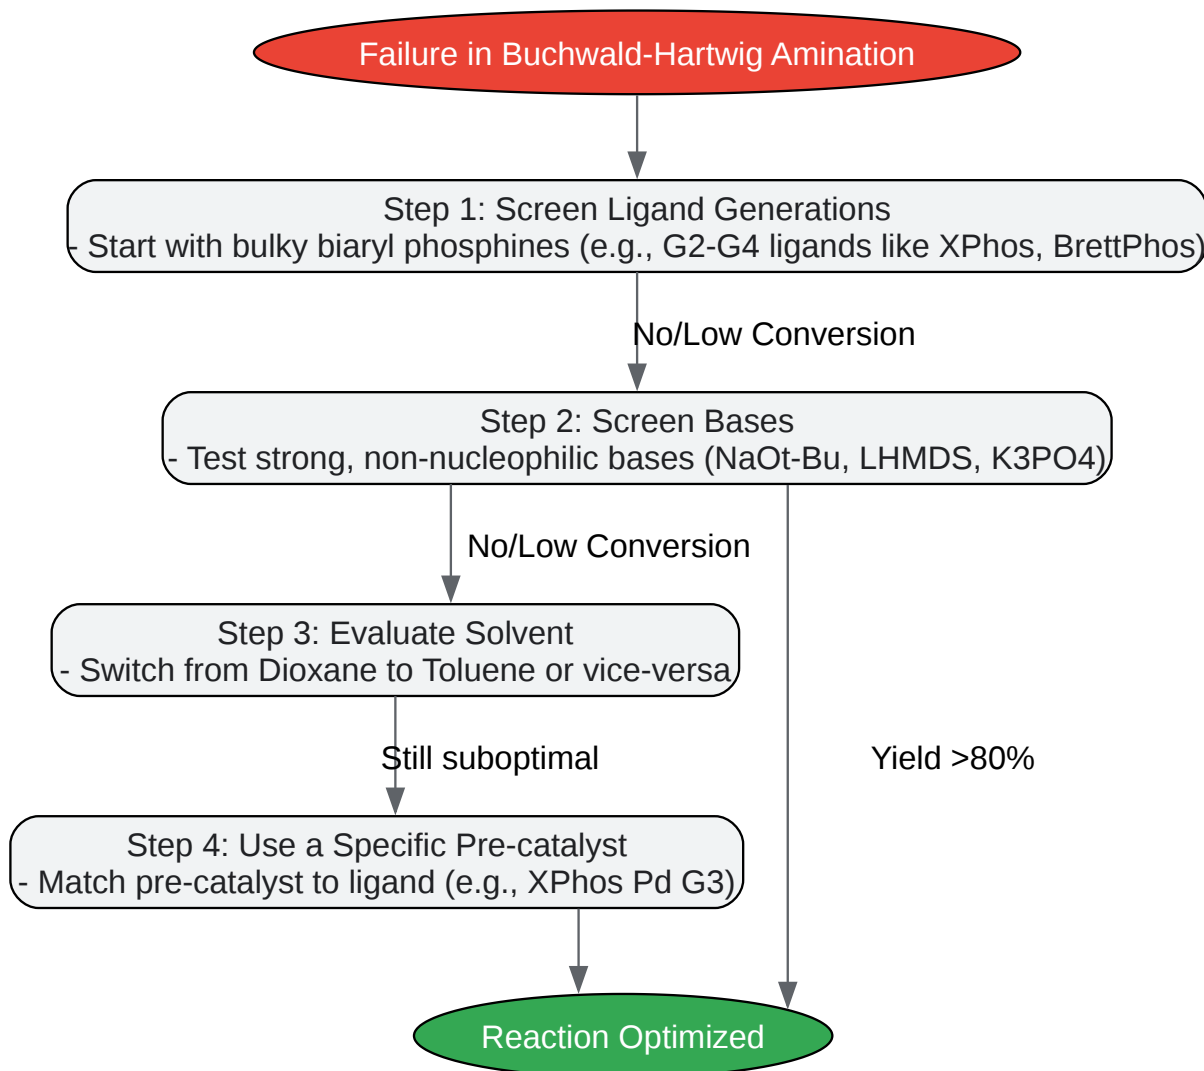 Failure in Buchwald-Hartwig Amination
Step 1: Screen Ligand Generations
- Start with bulky biaryl phosphines (e.g., G2-G4 ligands like XPhos, BrettPhos)
No/Low Conversion
Step 2: Screen Bases
- Test strong, non-nucleophilic bases (NaOt-Bu, LHMDS, K3PO4)
No/Low Conversion
Step 3: Evaluate Solvent
- Switch from Dioxane to Toluene or vice-versa
Still suboptimal
Yield >80%
Step 4: Use a Specific Pre-catalyst
- Match pre-catalyst to ligand (e.g., XPhos Pd G3)
Reaction Optimized